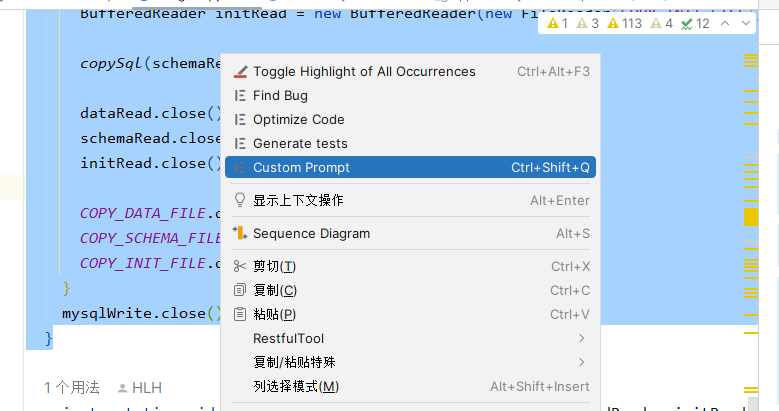 BufferedReader initRead = new BufferedReader(new FileReader(COPY_INIT_FILE));
1 3 113 4 12
copySql(schemaRe
Toggle Highlight of All Occurrences Ctrl+Alt+F3
Find Bug
dataRead.close()
Optimize Code
schemaRead.close
Generate tests
initRead.close()
Custom Prompt Ctrl+Shift+Q
显示上下文操作 Alt+Enter
COPY_DATA_FILE.
COPY_SCHEMA_FILE
Sequence Diagram Alt+S
COPY_INIT_FILE.
剪切(T) Ctrl+X
}
复制(C) Ctrl+C
mysqlWrite.close()
粘贴(P) Ctrl+V
}
RestfulTool
复制/粘贴特殊
1 个用法 HLH
列选择模式(M) Alt+Shift+Insert